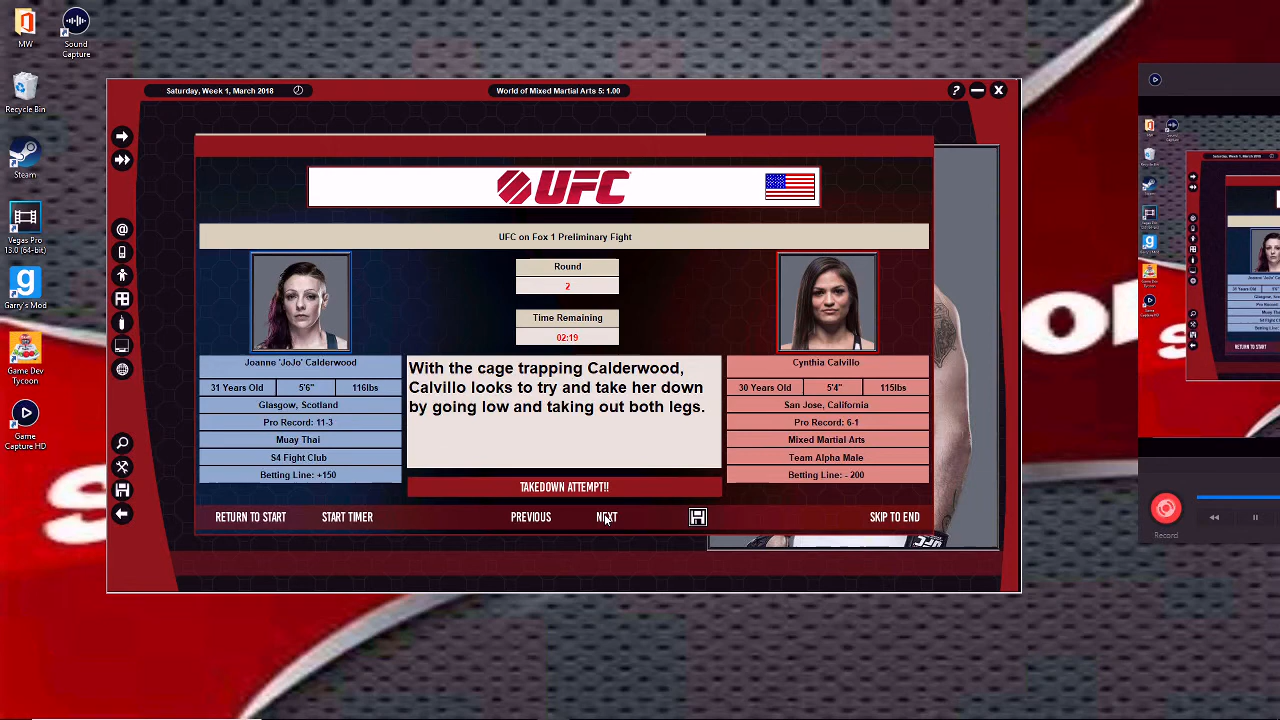 MW
Sound
Capture
Recycle Bin
Steam
Vegas Pro
13.0 (64-bit)
Garry's Mod
Game Dev
Tycoon
Game
Capture HD
Saturday, Week 1, March 2018
World of Mixed Martial Arts 5: 1.00
?
UFC
UFC on Fox 1 Preliminary Fight
Round
2
Time Remaining
02:19
Joanne 'JoJo' Calderwood
31 Years Old 5'6" 116lbs
Glasgow, Scotland
Pro Record: 11-3
Muay Thai
S4 Fight Club
Betting Line: +150
With the cage trapping Calderwood,
Calvillo looks to try and take her down
by going low and taking out both legs.
TAKEDOWN ATTEMPT!!
Cynthia Calvillo
30 Years Old 5'4" 115lbs
San Jose, California
Pro Record: 6-1
Mixed Martial Arts
Team Alpha Male
Betting Line: - 200
RETURN TO START START TIMER PREVIOUS NEXT SKIP TO END
Record